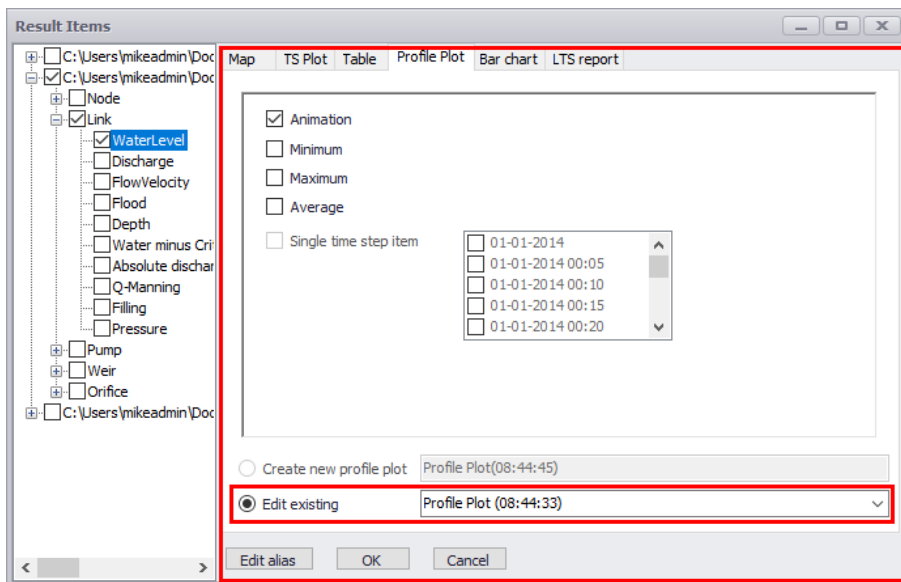 Result Items
C:\Users\mikeadmin\Doc
C:\Users\mikeadmin\Doc
Node
Link
WaterLevel
Discharge
FlowVelocity
Flood
Depth
Water minus Cri
Absolute dischar
Q-Manning
Filling
Pressure
Pump
Weir
Orifice
C:\Users\mikeadmin\Doc
Map TS Plot Table Profile Plot Bar chart LTS report
Animation
Minimum
Maximum
Average
Single time step item
01-01-2014
01-01-2014 00:05
01-01-2014 00:10
01-01-2014 00:15
01-01-2014 00:20
Create new profile plot Profile Plot(08:44:45)
Edit existing Profile Plot (08:44:33)
Edit alias OK Cancel